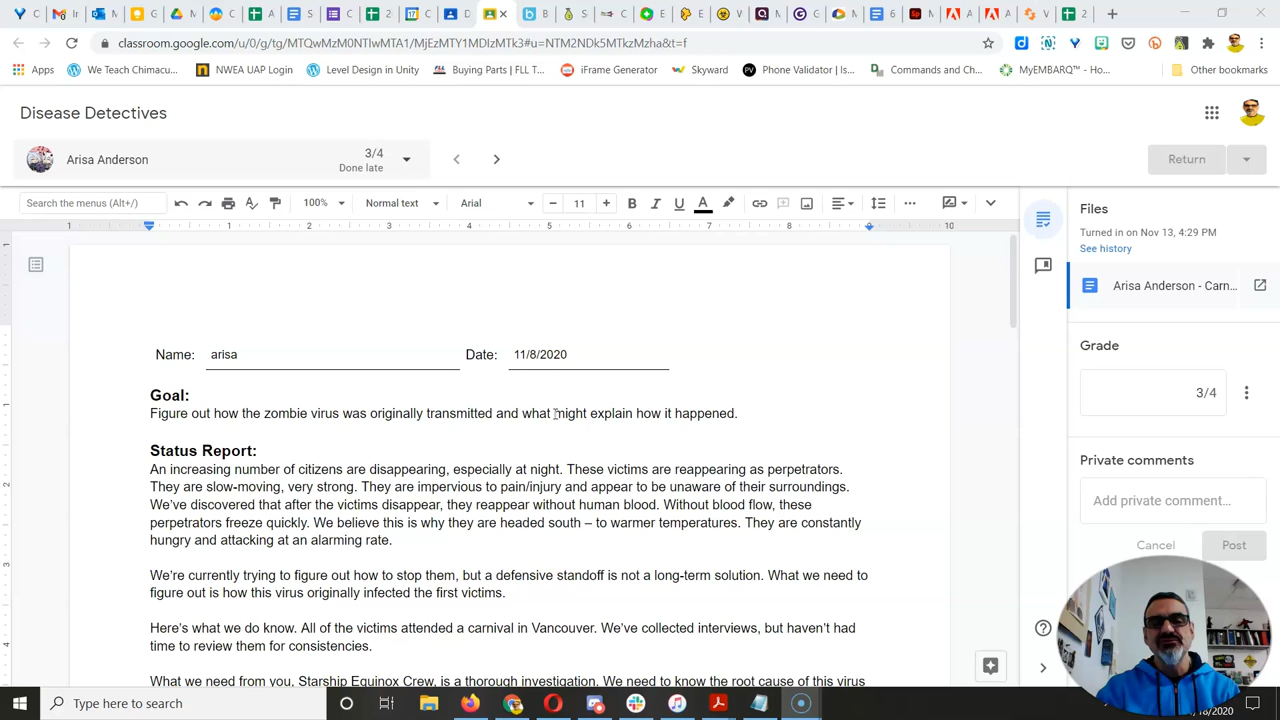 classroom.google.com/u/0/g/tg/MTQ0MzM0NTIwMTA1/MjEzMTY1MDIzMTk3#u=NTM2NDk5MTkzMzha&t=f
Apps We Teach Chimacu... NWEA UAP Login Level Design in Unity Buying Parts | FLL T... iFrame Generator Skyward Phone Validator | Is... Commands and Ch... MyEMBARQ™ - Ho... Other bookmarks
Disease Detectives
Arisa Anderson
3/4
Done late
Return
Search the menus (Alt+/) 100% Normal text Arial 11
Files
Turned in on Nov 13, 4:29 PM
See history
Arisa Anderson - Carn...
Grade
3/4
Private comments
Add private comment...
Cancel Post
Name: arisa Date: 11/8/2020
Goal:
Figure out how the zombie virus was originally transmitted and what might explain how it happened.
Status Report:
An increasing number of citizens are disappearing, especially at night. These victims are reappearing as perpetrators.
They are slow-moving, very strong. They are impervious to pain/injury and appear to be unaware of their surroundings.
We've discovered that after the victims disappear, they reappear without human blood. Without blood flow, these
perpetrators freeze quickly. We believe this is why they are headed south – to warmer temperatures. They are constantly
hungry and attacking at an alarming rate.
We're currently trying to figure out how to stop them, but a defensive standoff is not a long-term solution. What we need to
figure out is how this virus originally infected the first victims.
Here's what we do know. All of the victims attended a carnival in Vancouver. We've collected interviews, but haven't had
time to review them for consistencies.
What we need from you, Starship Equinox Crew, is a thorough investigation. We need to know the root cause of this virus
Type here to search